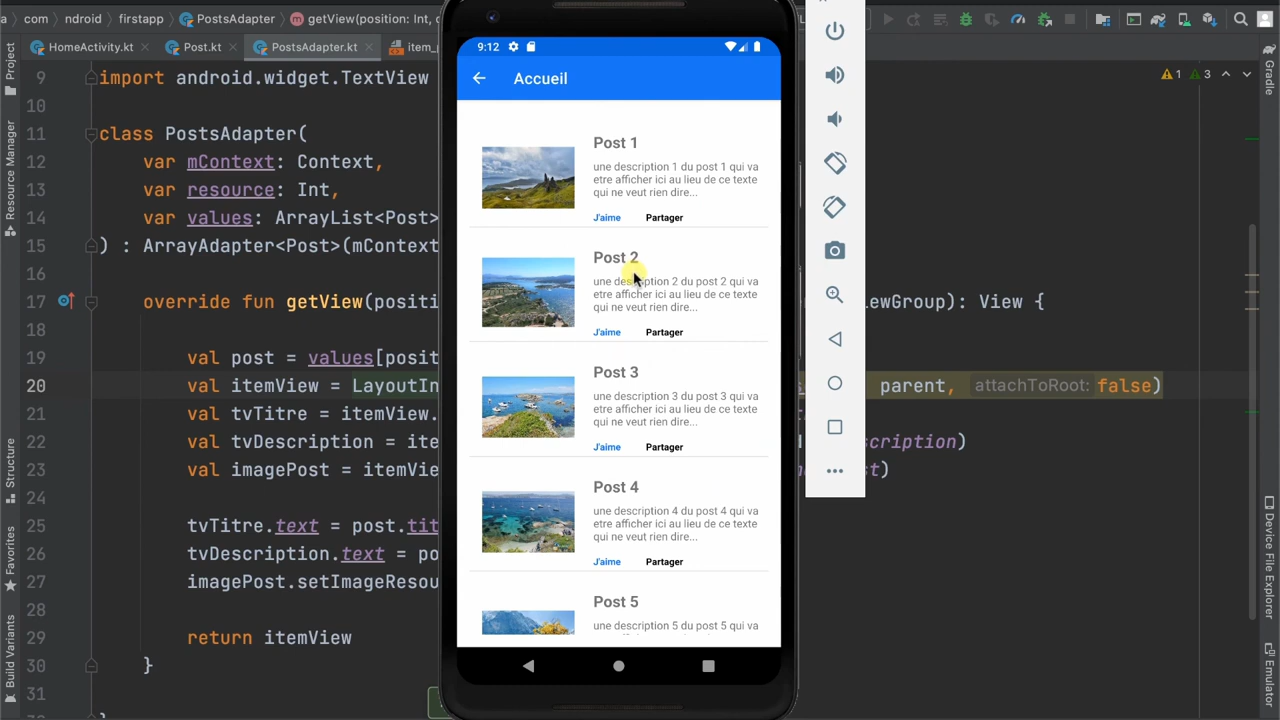 com
ndroid
firstapp
PostsAdapter
getView(position: Int, c
HomeActivity.kt
Post.kt
PostsAdapter.kt
item_
Project
Resource Manager
Structure
Favorites
Build Variants
9 import android.widget.TextView
10
11 class PostsAdapter(
12 var mContext: Context,
13 var resource: Int,
14 var values: ArrayList<Post>
15 ) : ArrayAdapter<Post>(mContext
16
17 override fun getView(positi
18
19 val post = values[posit
20 val itemView = LayoutIn
21 val tvTitre = itemView.
22 val tvDescription = ite
23 val imagePost = itemVie
24
25 tvTitre.text = post.tit
26 tvDescription.text = po
27 imagePost.setImageResou
28
29 return itemView
30 }
31
9:12
Accueil
Post 1
une description 1 du post 1 qui va
etre afficher ici au lieu de ce texte
qui ne veut rien dire...
J'aime Partager
Post 2
une description 2 du post 2 qui va
etre afficher ici au lieu de ce texte
qui ne veut rien dire...
J'aime Partager
Post 3
une description 3 du post 3 qui va
etre afficher ici au lieu de ce texte
qui ne veut rien dire...
J'aime Partager
Post 4
une description 4 du post 4 qui va
etre afficher ici au lieu de ce texte
qui ne veut rien dire...
J'aime Partager
Post 5
une description 5 du post 5 qui va
1 3
ewGroup): View {
parent, attachToRoot: false)
scription)
st)
Gradle
Device File Explorer
Emulator